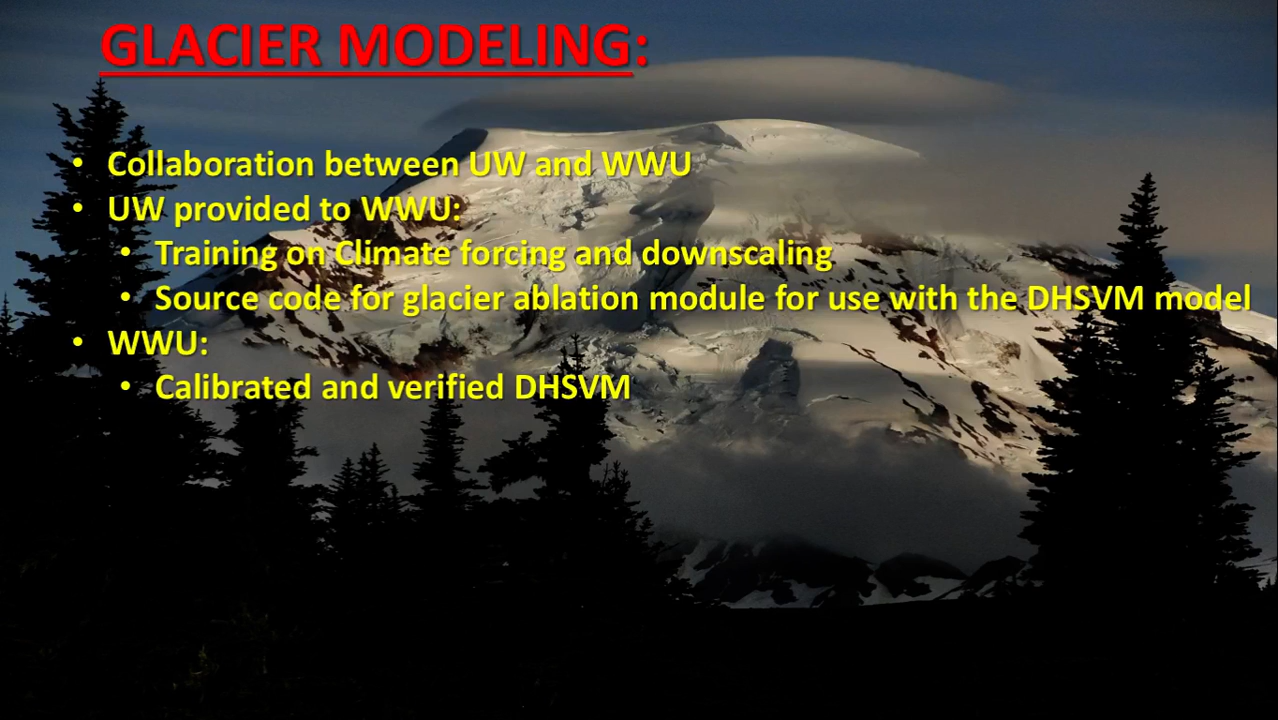 GLACIER MODELING:
• Collaboration between UW and WWU
• UW provided to WWU:
• Training on Climate forcing and downscaling
• Source code for glacier ablation module for use with the DHSVM model
• WWU:
• Calibrated and verified DHSVM